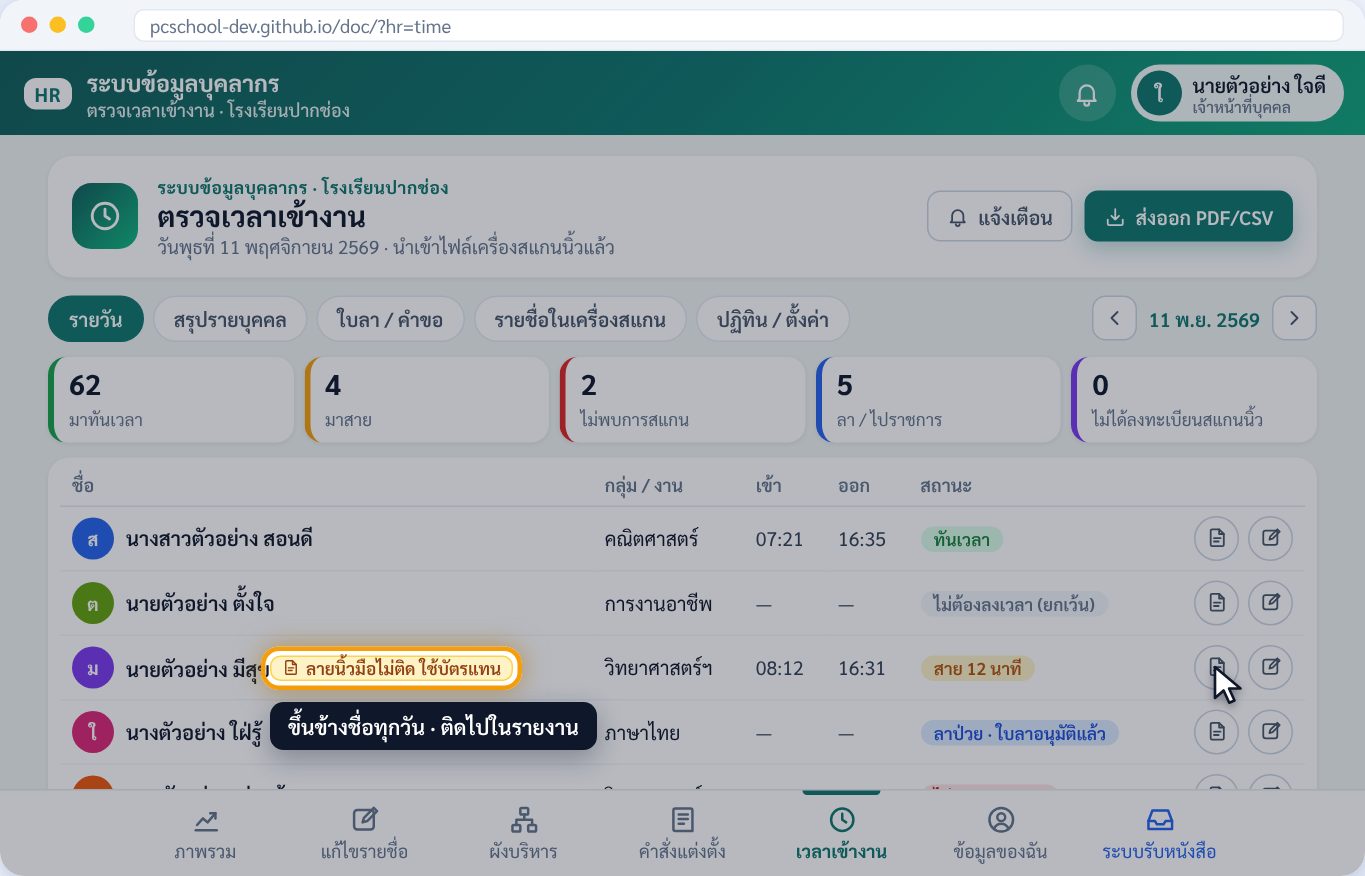 pcschool-dev.github.io/doc/?hr=time
HR
ระบบข้อมูลบุคลากร
ตรวจเวลาเข้างาน · โรงเรียนปากช่อง
ใ
นายตัวอย่าง ใจดี
เจ้าหน้าที่บุคคล
ระบบข้อมูลบุคลากร · โรงเรียนปากช่อง
ตรวจเวลาเข้างาน
วันพุธที่ 11 พฤศจิกายน 2569 · นำเข้าไฟล์เครื่องสแกนนิ้วแล้ว
แจ้งเตือน
ส่งออก PDF/CSV
รายวัน
สรุปรายบุคคล
ใบลา / คำขอ
รายชื่อในเครื่องสแกน
ปฏิทิน / ตั้งค่า
11 พ.ย. 2569
62
มาทันเวลา
4
มาสาย
2
ไม่พบการสแกน
5
ลา / ไปราชการ
0
ไม่ได้ลงทะเบียนสแกนนิ้ว
ชื่อ กลุ่ม / งาน เข้า ออก สถานะ
ส นางสาวตัวอย่าง สอนดี คณิตศาสตร์ 07:21 16:35 ทันเวลา
ต นายตัวอย่าง ตั้งใจ การงานอาชีพ — — ไม่ต้องลงเวลา (ยกเว้น)
ม นายตัวอย่าง ลายนิ้วมือไม่ติด ใช้บัตรแทน วิทยาศาสตร์ฯ 08:12 16:31 สาย 12 นาที
ขึ้นข้างชื่อทุกวัน · ติดไปในรายงาน
ใ นางตัวอย่าง ใฝ่รู้ ภาษาไทย — — ลาป่วย · ใบลาอนุมัติแล้ว
ภาพรวม
แก้ไขรายชื่อ
ผังบริหาร
คำสั่งแต่งตั้ง
เวลาเข้างาน
ข้อมูลของฉัน
ระบบรับหนังสือ